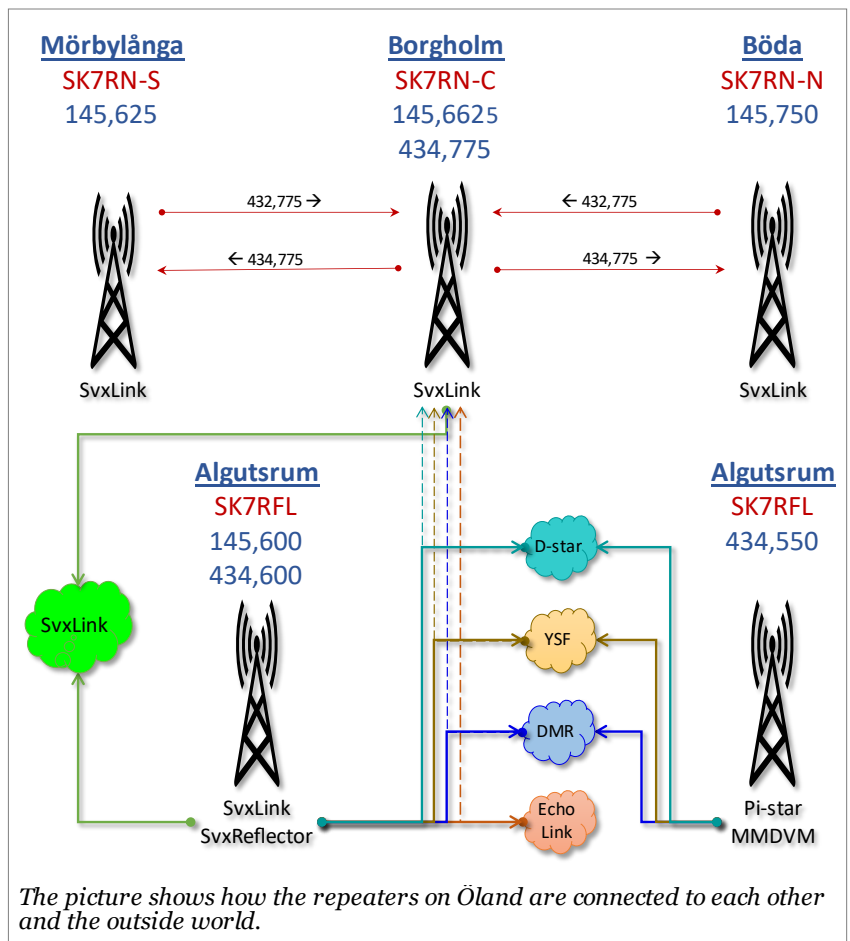 Mörbylånga
SK7RN-S
145,625
Borgholm
SK7RN-C
145,6625
434,775
Böda
SK7RN-N
145,750
432,775 →
← 432,775
← 434,775
434,775 →
SvxLink
SvxLink
SvxLink
Algutsrum
SK7RFL
145,600
434,600
Algutsrum
SK7RFL
434,550
D-star
SvxLink
YSF
DMR
Echo
Link
SvxLink
SvxReflector
Pi-star
MMDVM
The picture shows how the repeaters on Öland are connected to each other
and the outside world.